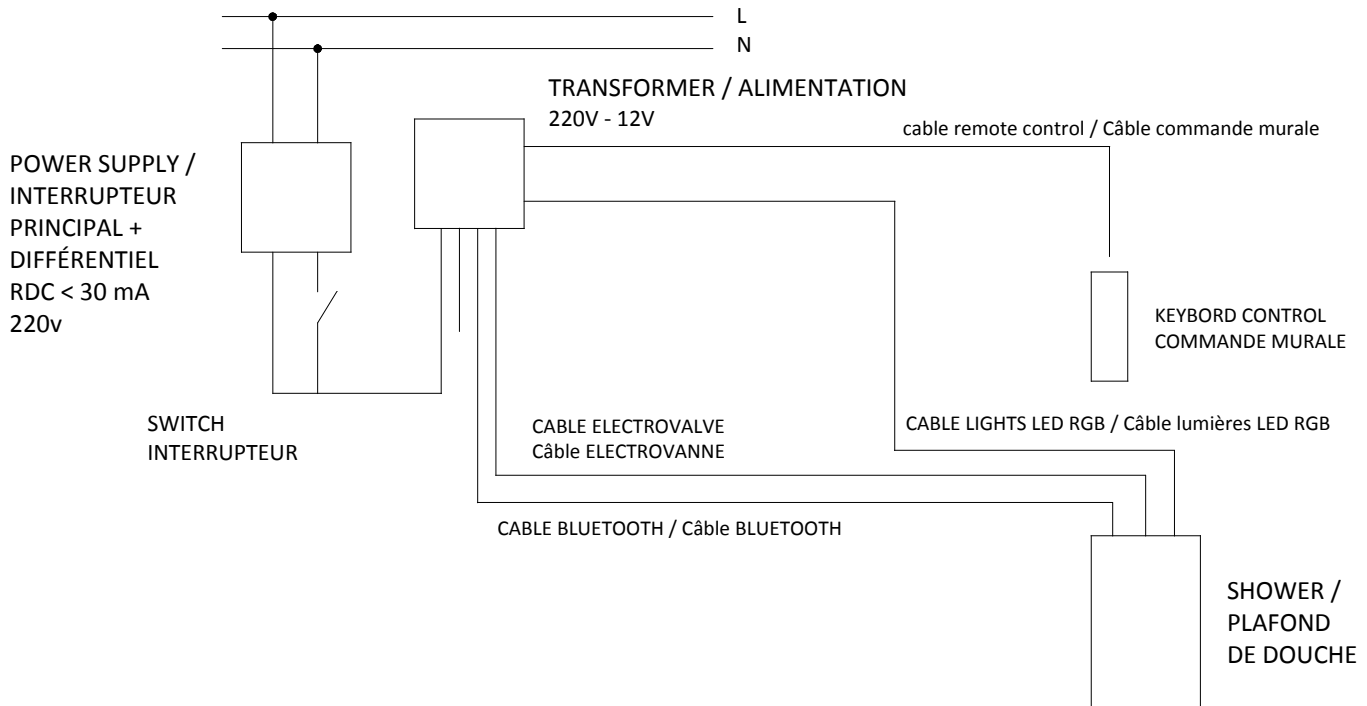 L
N
TRANSFORMER / ALIMENTATION
220V - 12V
cable remote control / Câble commande murale
POWER SUPPLY /
INTERRUPTEUR
PRINCIPAL +
DIFFÉRENTIEL
RDC < 30 mA
220v
KEYBORD CONTROL
COMMANDE MURALE
SWITCH
INTERRUPTEUR
CABLE ELECTROVALVE
Câble ELECTROVANNE
CABLE LIGHTS LED RGB / Câble lumières LED RGB
CABLE BLUETOOTH / Câble BLUETOOTH
SHOWER /
PLAFOND
DE DOUCHE